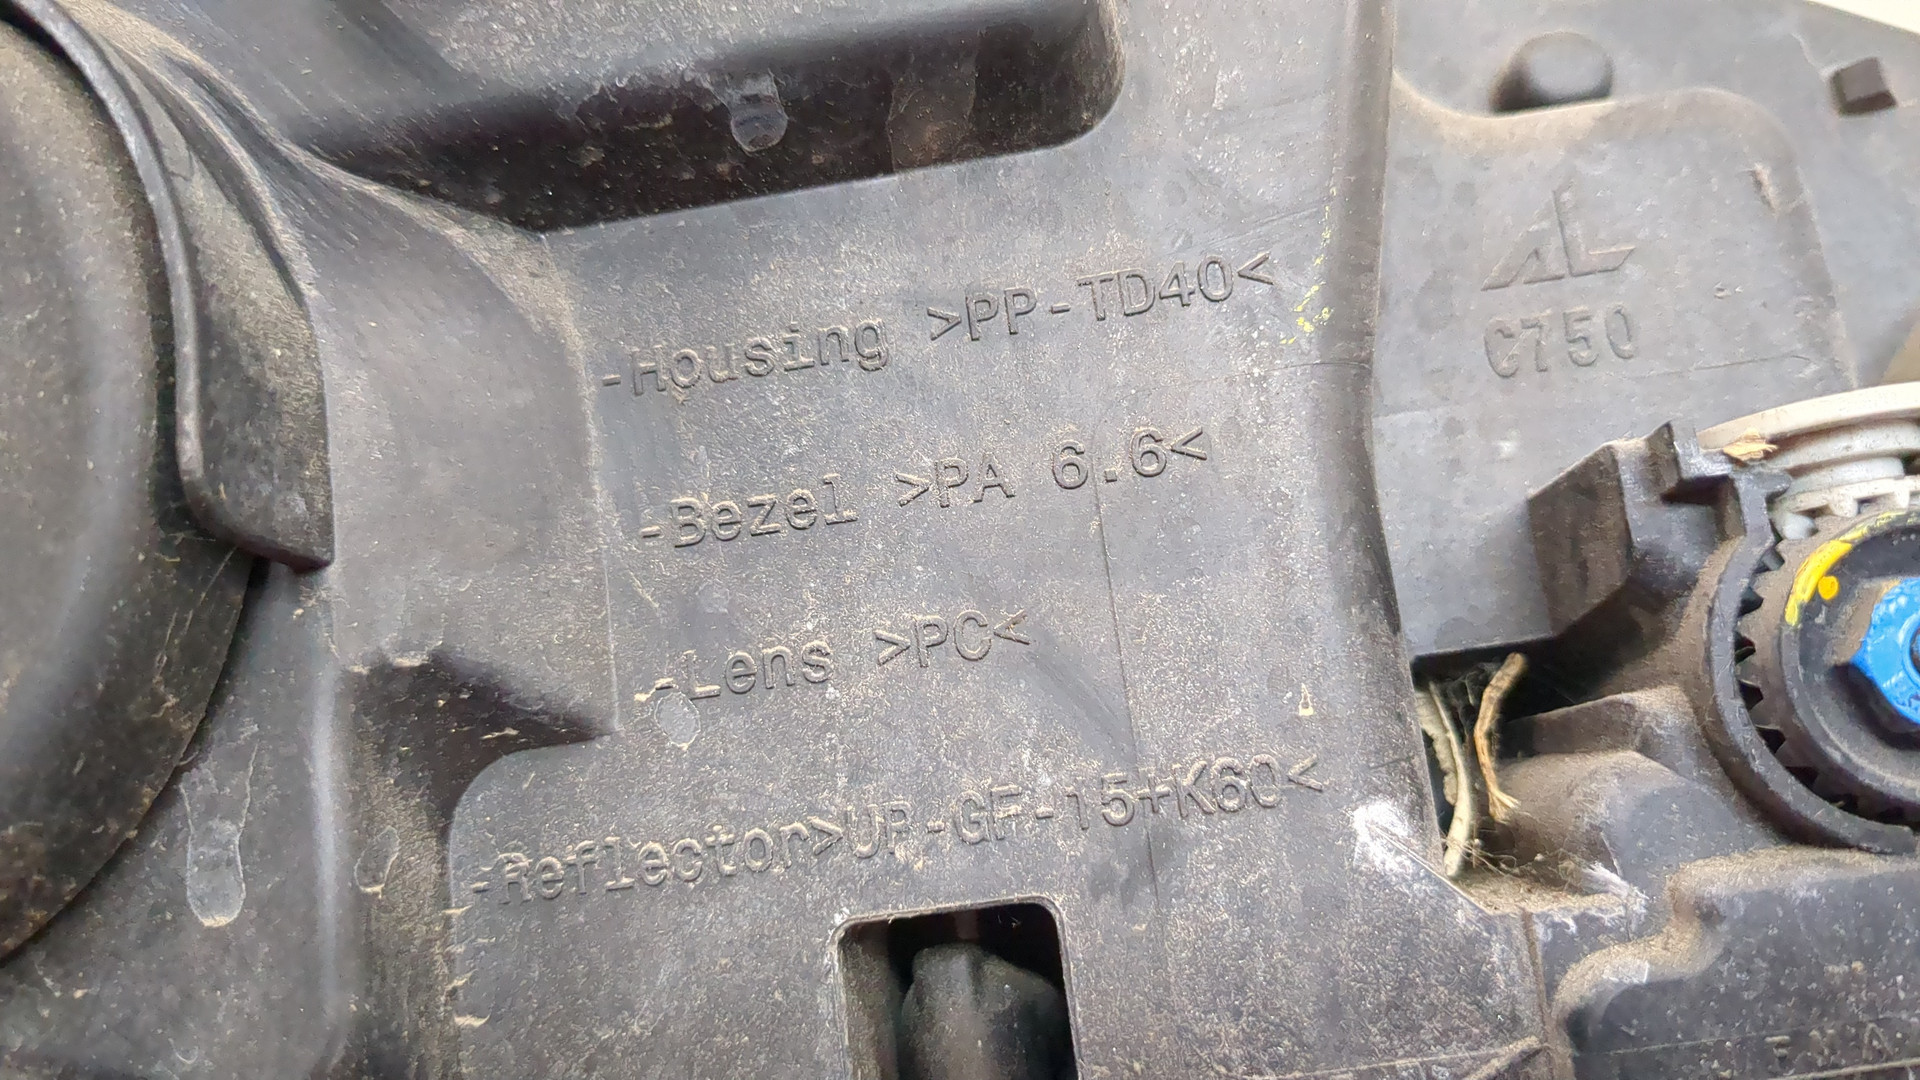 -Housing >PP-TD40<
AL
C750
-Bezel >PA 6.6<
-Lens >PC<
-Reflector>UP-GF-15+K60<